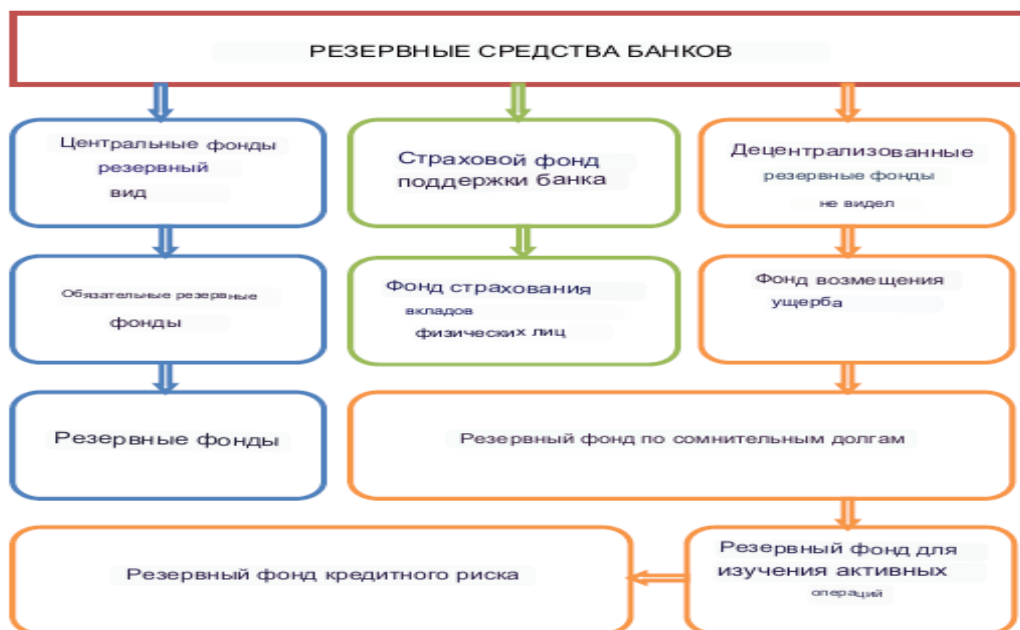 РЕЗЕРВНЫЕ СРЕДСТВА БАНКОВ
Центральные фонды
резервный
вид
Страховой фонд
поддержки банка
Децентрализованные
резервные фонды
не видел
Обязательные резервные
фонды
Фонд страхования
вкладов
физических лиц
Фонд возмещения
ущерба
Резервные фонды
Резервный фонд по сомнительным долгам
Резервный фонд кредитного риска
Резервный фонд для
изучения активных
операций